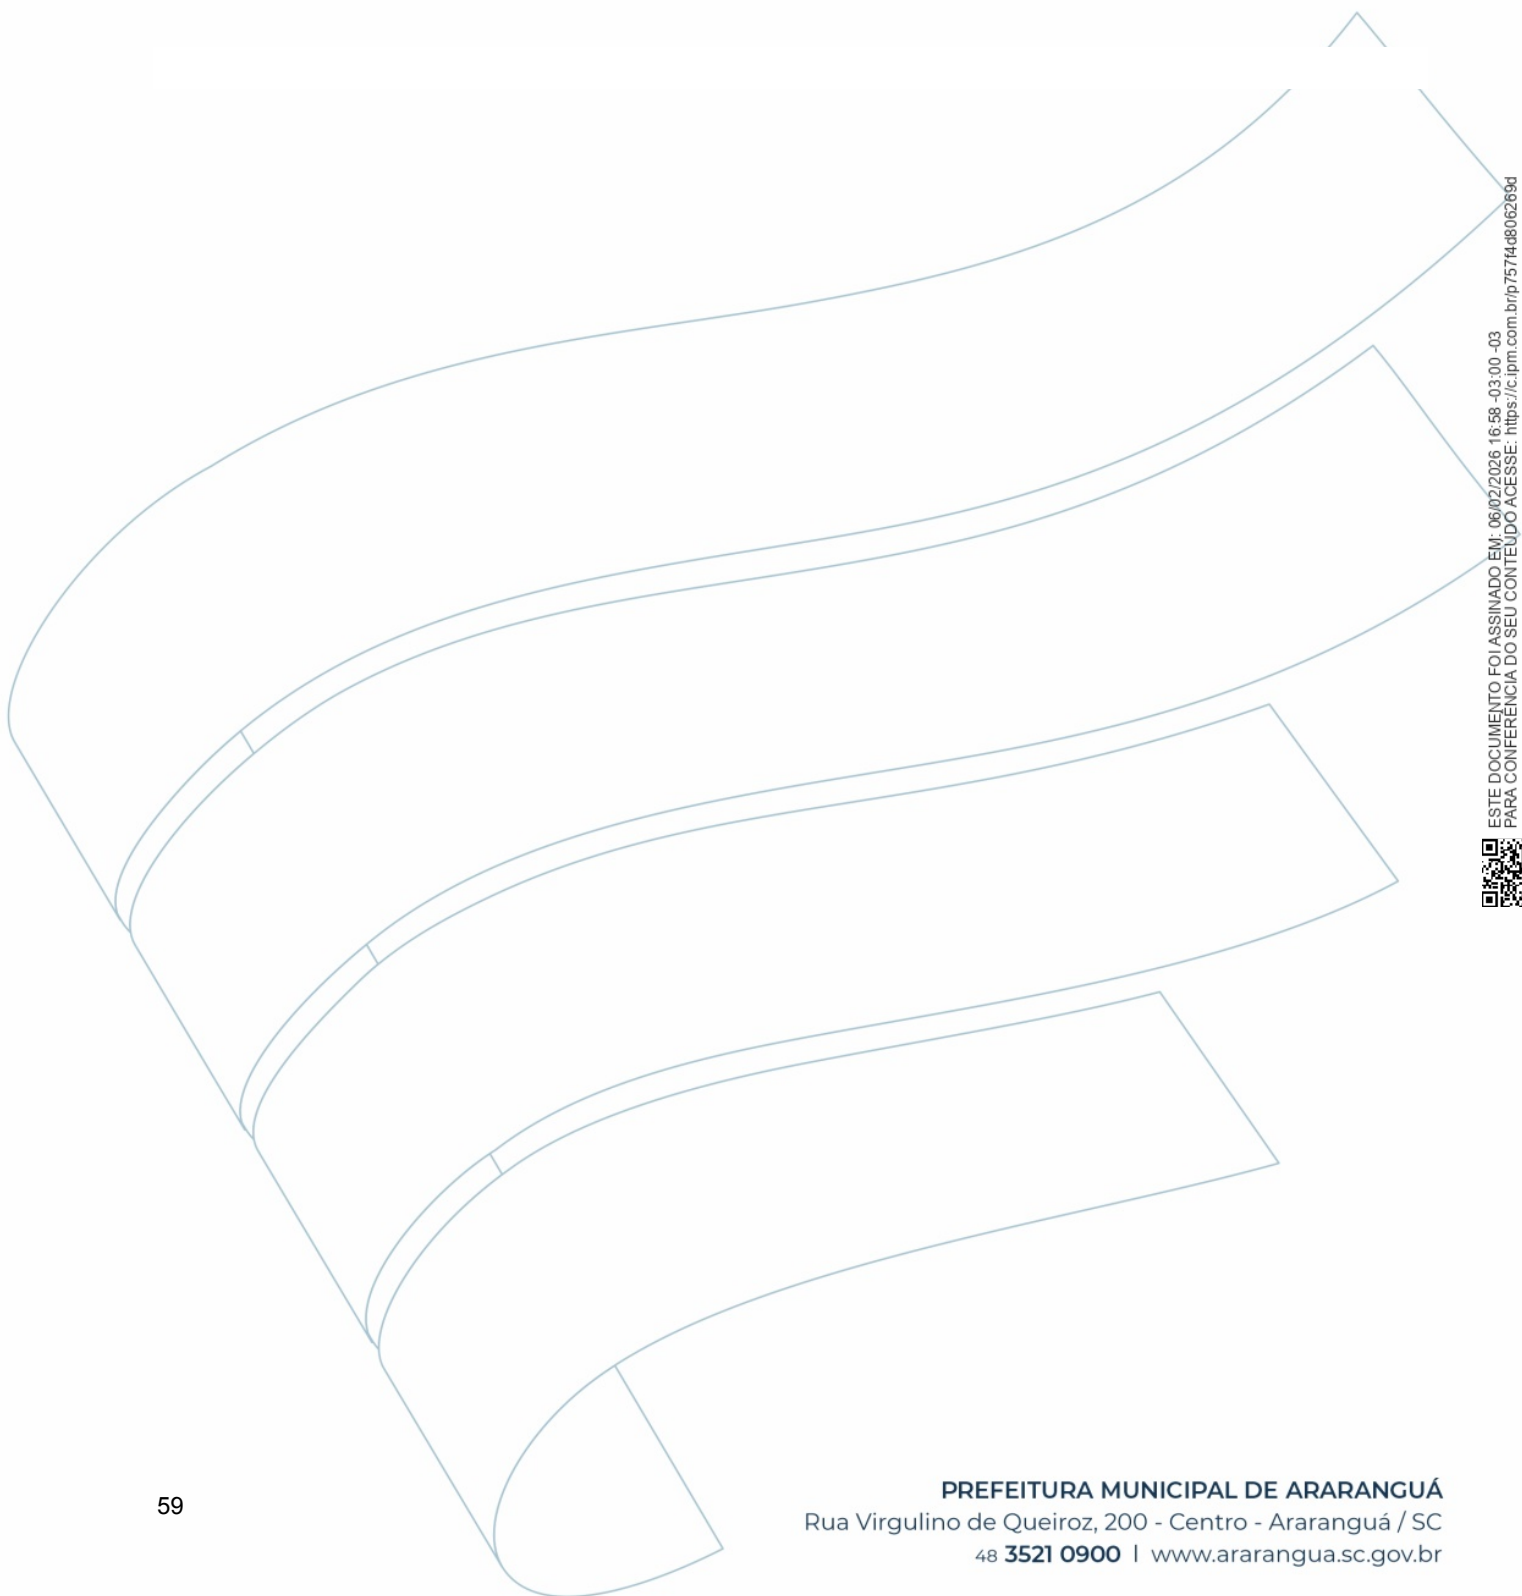 ESTE DOCUMENTO FOI ASSINADO EM: 06/02/2026 16:58 -03:00 -03
PARA CONFERÊNCIA DO SEU CONTEÚDO ACESSE: https://c.ipm.com.br/p757f4d806269d
59
PREFEITURA MUNICIPAL DE ARARANGUÁ
Rua Virgulino de Queiroz, 200 - Centro - Araranguá / SC
48 3521 0900 | www.ararangua.sc.gov.br